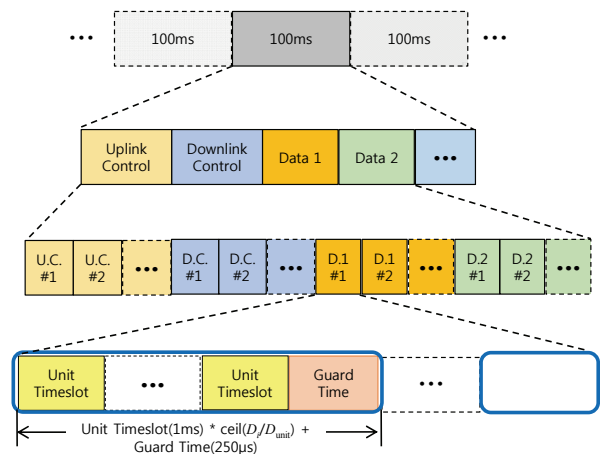 ••• 100ms 100ms 100ms •••
Uplink Control Downlink Control Data 1 Data 2 •••
U.C. #1 U.C. #2 ••• D.C. #1 D.C. #2 ••• D.1 #1 D.1 #2 ••• D.2 #1 D.2 #2 •••
Unit Timeslot ••• Unit Timeslot Guard Time •••
Unit Timeslot(1ms) * ceil(Di/Dunit) +
Guard Time(250µs)